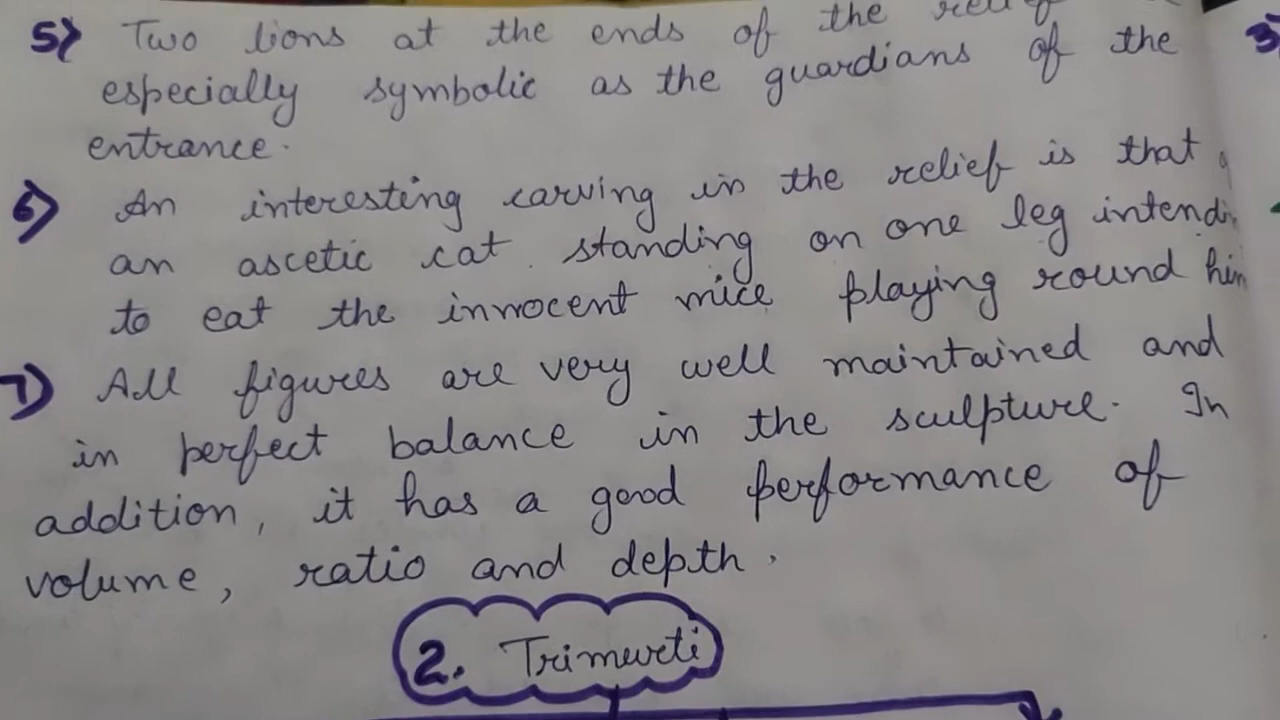 5) Two lions at the ends of the relief
especially symbolic as the guardians of the
entrance.
6) An interesting carving in the relief is that
an ascetic cat standing on one leg
to eat the innocent mice playing round
7) All figures are very well maintained and
in perfect balance in the sculpture. In
addition, it has a good performance of
volume, ratio and depth.
2. Trimurti
3)